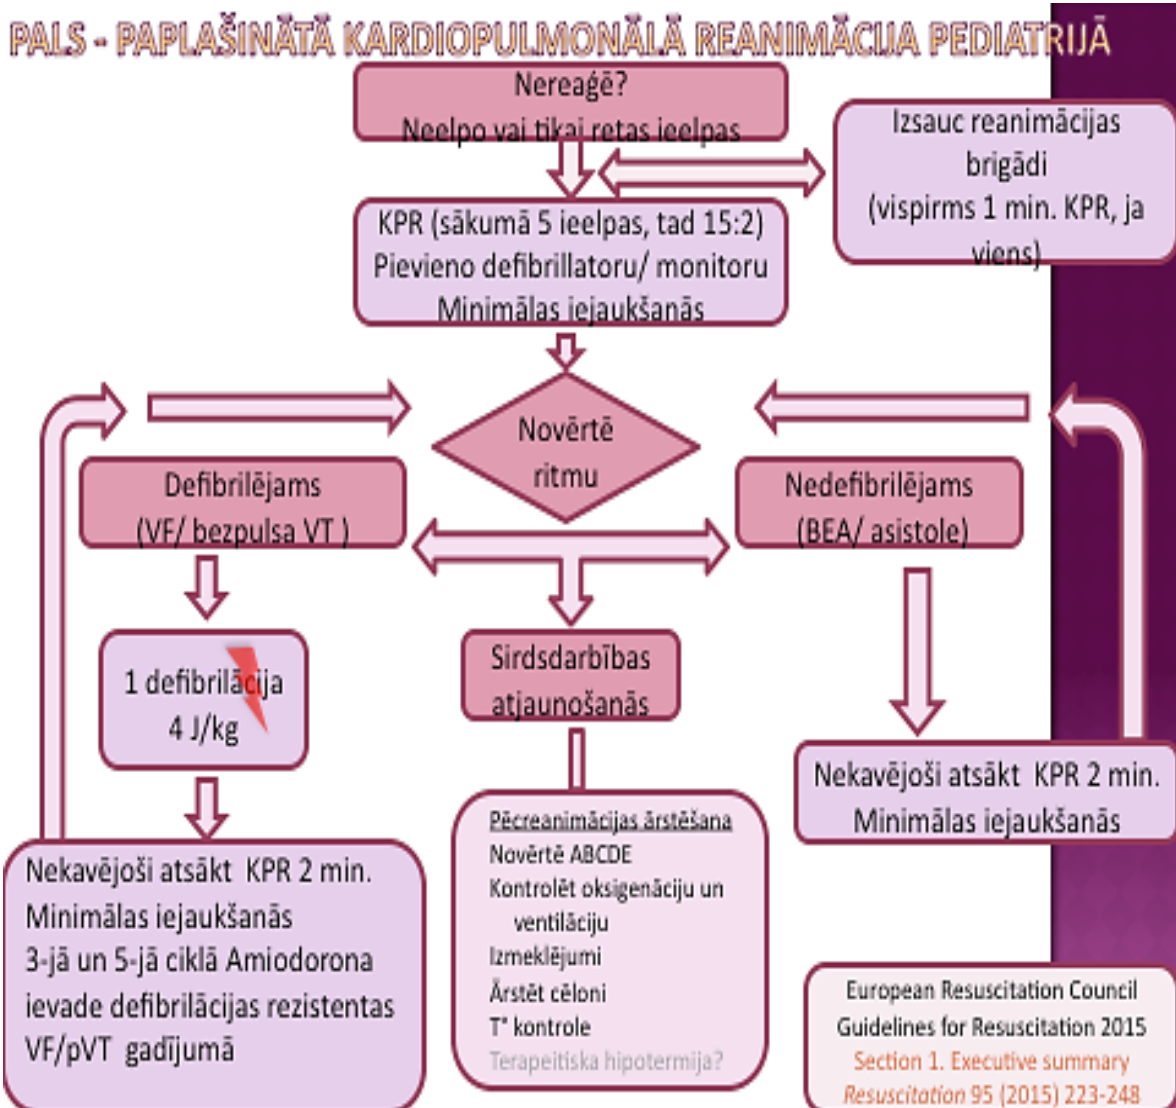 PALS - PAPLAŠINĀTĀ KARDIOPULMONĀLĀ REANIMĀCIJA PEDIATRIJĀ
Nereaģē?
Neelpo vai tikai retas ieelpas
Izsauc reanimācijas
brigādi
(vispirms 1 min. KPR, ja
viens)
KPR (sākumā 5 ieelpas, tad 15:2)
Pievieno defibrillatoru/ monitoru
Minimālas iejaukšanās
Novērtē
ritmu
Defibrilējams
(VF/ bezpulsa VT )
Nedefibrilējams
(BEA/ asistole)
1 defibrilācija
4 J/kg
Sirdsdarbības
atjaunošanās
Nekavējoši atsākt KPR 2 min.
Minimālas iejaukšanās
Nekavējoši atsākt KPR 2 min.
Minimālas iejaukšanās
3-jā un 5-jā ciklā Amiodorona
ievade defibrilācijas rezistentas
VF/pVT gadījumā
Pēcreanimācijas ārstēšana
Novērtē ABCDE
Kontrolēt oksigenāciju un
ventilāciju
Izmeklējumi
Ārstēt cēloni
T° kontrole
Terapeitiska hipotermija?
European Resuscitation Council
Guidelines for Resuscitation 2015
Section 1. Executive summary
Resuscitation 95 (2015) 223-248